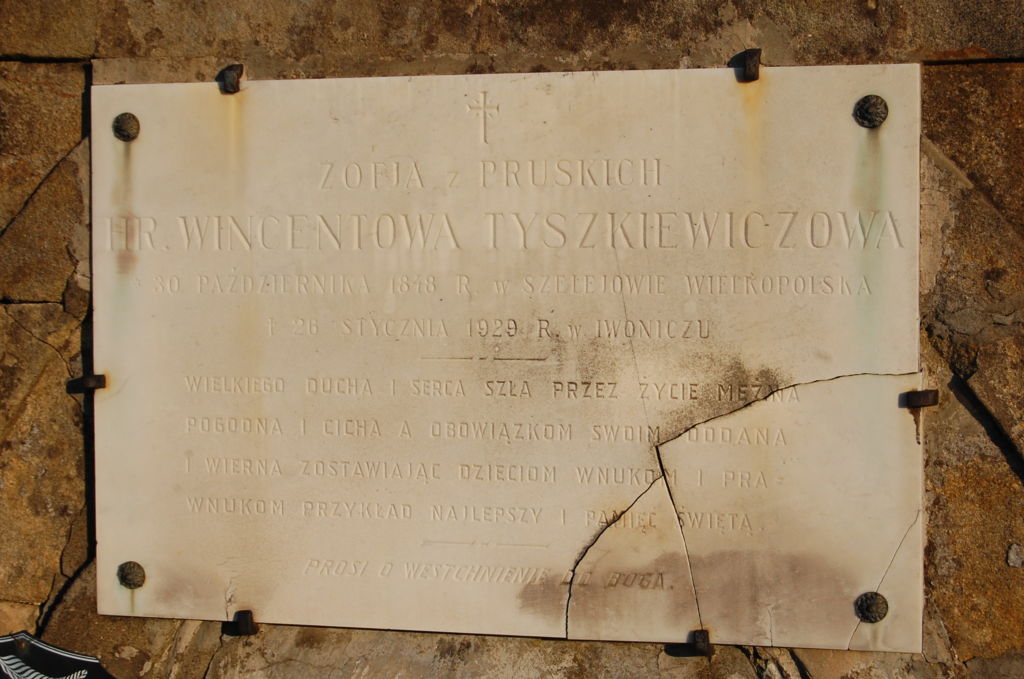 ZOFJA z PRUSKICH
HR. WINCENTOWA TYSZKIEWICZOWA
* 30 PAŹDZIERNIKA 1848 R. w SZELEJOWIE WIELKOPOLSKA
† 26 STYCZNIA 1929 R. w IWONICZU
WIELKIEGO DUCHA I SERCA SZŁA PRZEZ ŻYCIE MĘŻNA
POGODNA I CICHA A OBOWIĄZKOM SWOIM ODDANA
I WIERNA ZOSTAWIAJĄC DZIECIOM WNUKOM I PRA-
WNUKOM PRZYKŁAD NAJLEPSZY I PAMIĘĆ ŚWIĘTĄ.
PROSI O WESTCHNIENIE DO BOGA.